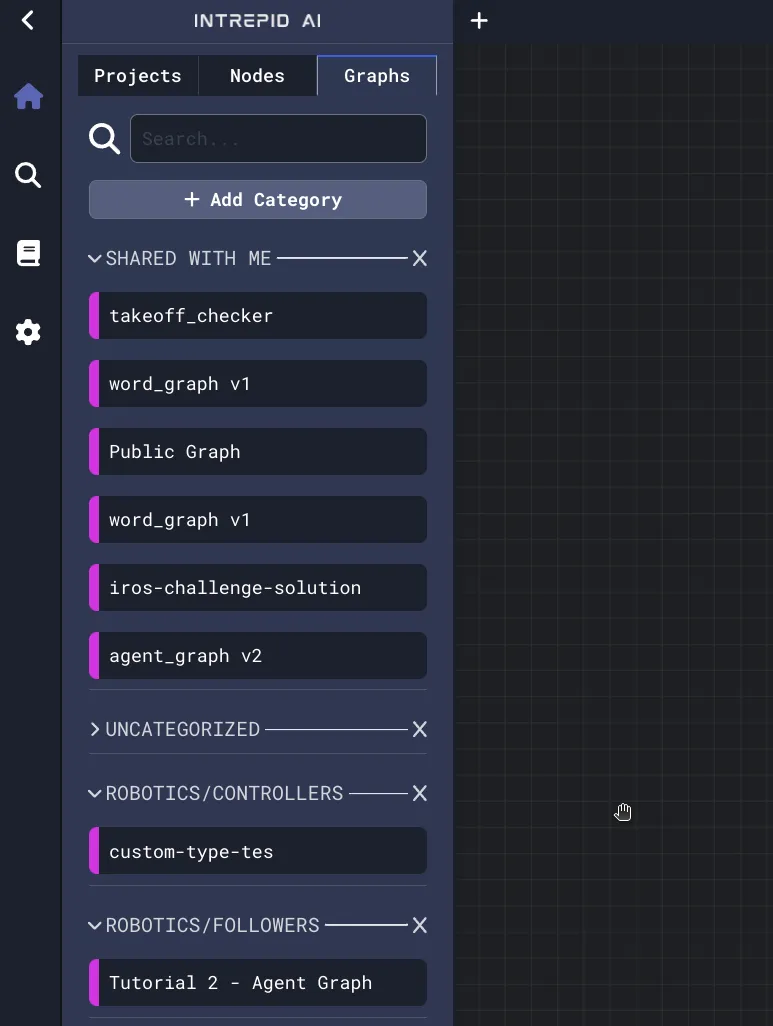 INTREPID AI
Projects Nodes Graphs
Search...
+ Add Category
SHARED WITH ME X
takeoff_checker
word_graph v1
Public Graph
word_graph v1
iros-challenge-solution
agent_graph v2
UNCATEGORIZED X
ROBOTICS/CONTROLLERS X
custom-type-tes
ROBOTICS/FOLLOWERS X
Tutorial 2 - Agent Graph